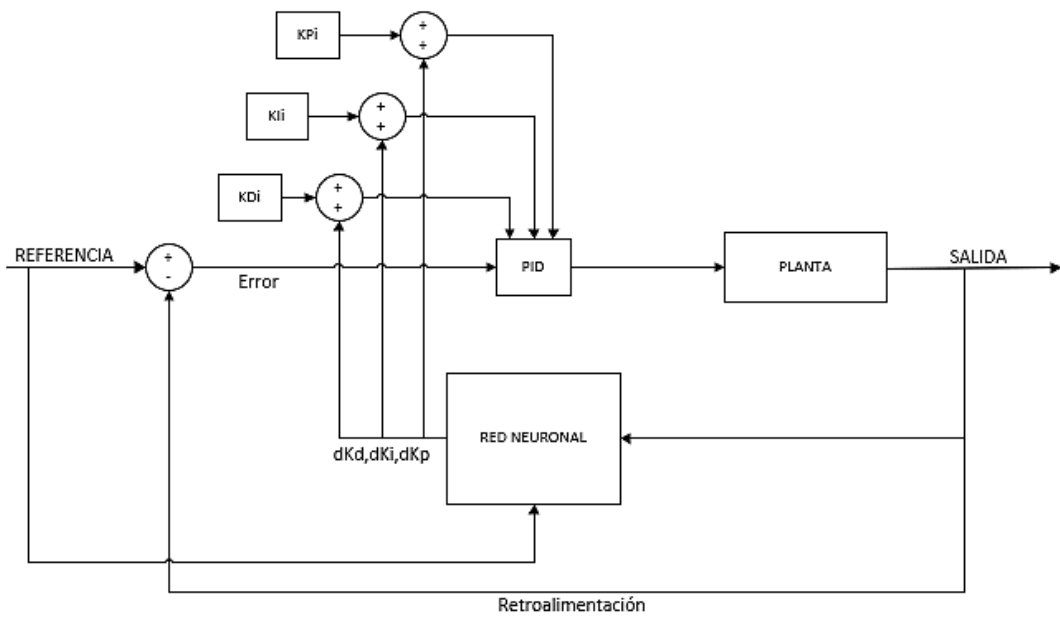 KPi
+
+
KIi
+
+
KDi
+
+
REFERENCIA
+
-
Error
PID
PLANTA
SALIDA
RED NEURONAL
dKd,dKi,dKp
Retroalimentación